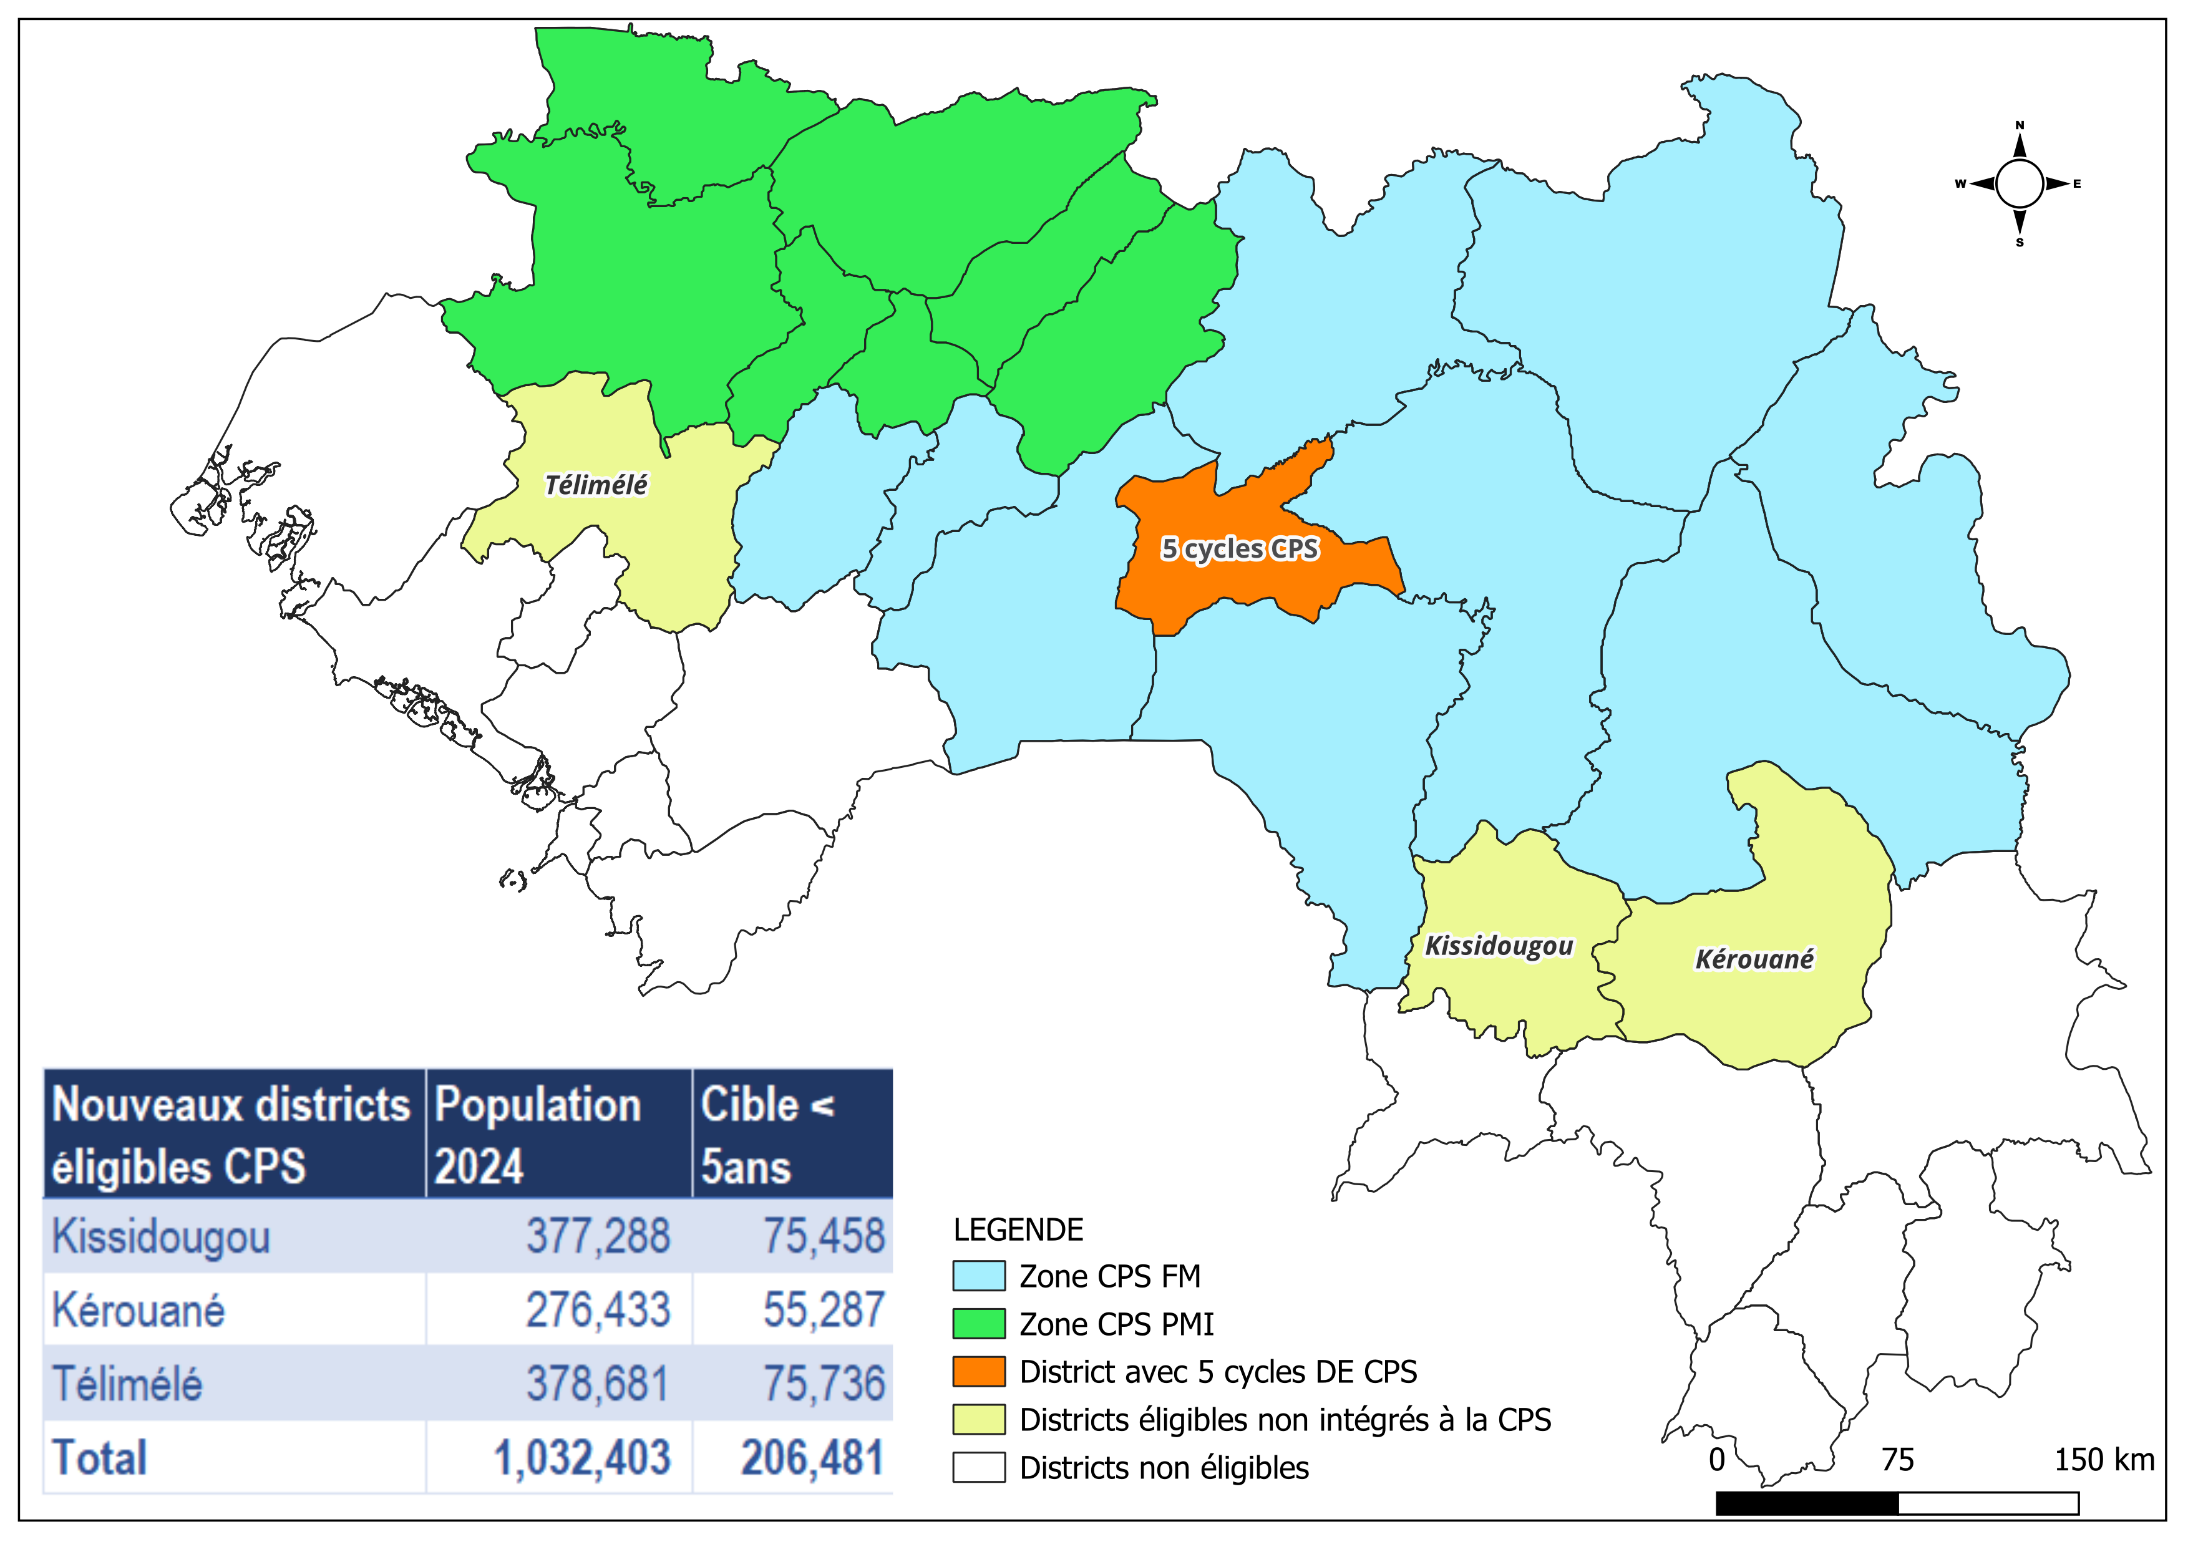 N
W E
S
Télimélé
5 cycles CPS
Kissidougou
Kérouané
Nouveaux districts éligibles CPS | Population 2024 | Cible < 5ans
Kissidougou 377,288 75,458
Kérouané 276,433 55,287
Télimélé 378,681 75,736
Total 1,032,403 206,481
LEGENDE
Zone CPS FM
Zone CPS PMI
District avec 5 cycles DE CPS
Districts éligibles non intégrés à la CPS
Districts non éligibles
0 75 150 km